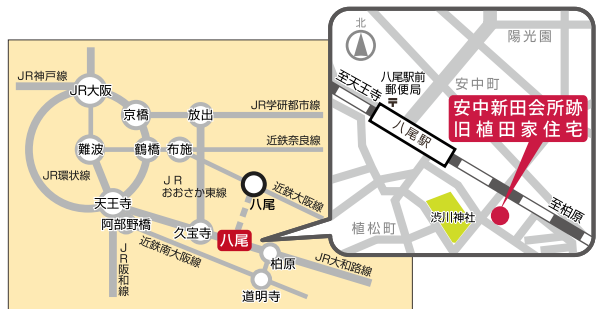 JR神戸線
JR大阪
京橋
放出
JR学研都市線
難波
鶴橋
布施
近鉄奈良線
JR環状線
JR
おおさか東線
近鉄大阪線
八尾
天王寺
阿部野橋
久宝寺
八尾
近鉄南大阪線
JR阪和線
柏原
JR大和路線
道明寺
北
陽光園
八尾駅前
郵便局
至天王寺
安中町
安中新田会所跡
旧植田家住宅
八尾駅
至柏原
植松町
渋川神社